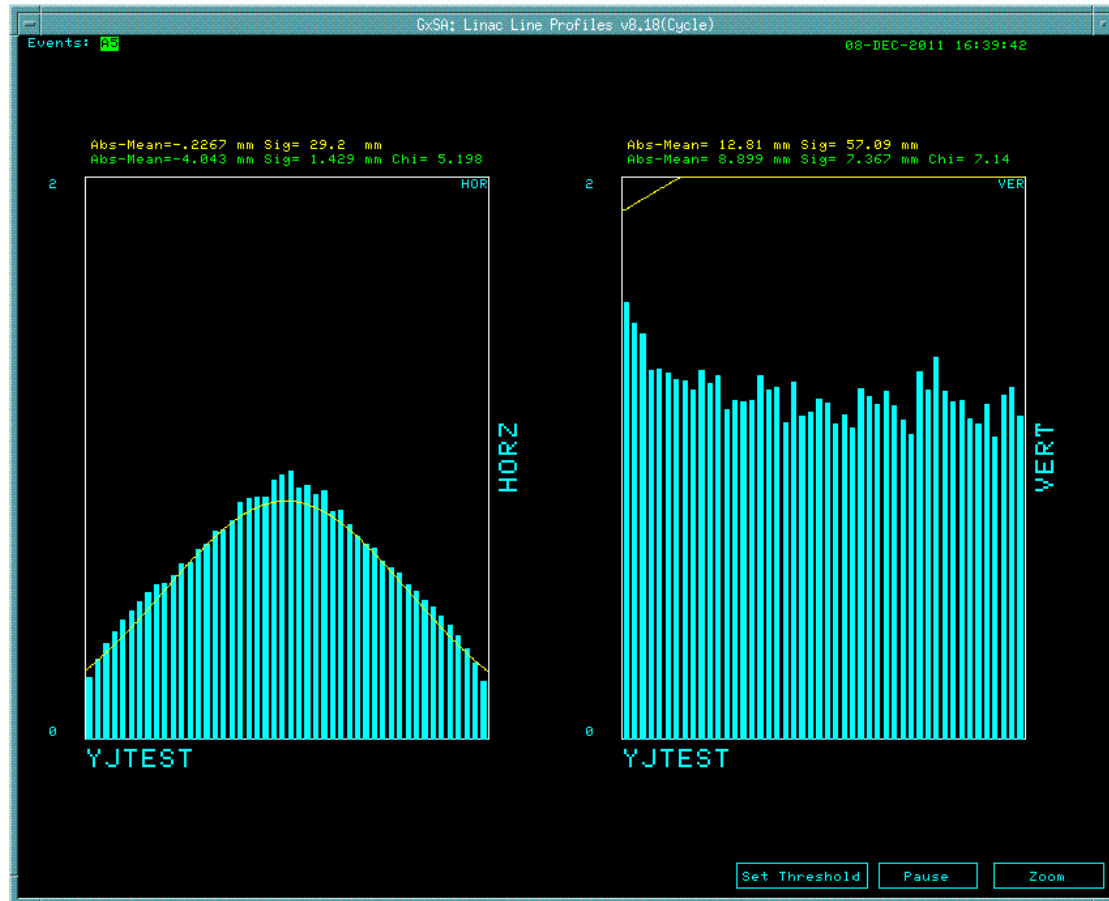 GxSA: Linac Line Profiles v8.18(Cycle)
Events: A5
08-DEC-2011 16:39:42
Abs-Mean=-.2267 mm Sig= 29.2 mm
Abs-Mean=-4.043 mm Sig= 1.429 mm Chi= 5.198
2
HOR
HORZ
0
YJTEST
Abs-Mean= 12.81 mm Sig= 57.09 mm
Abs-Mean= 8.899 mm Sig= 7.367 mm Chi= 7.14
2
VER
VERT
0
YJTEST
Set Threshold
Pause
Zoom